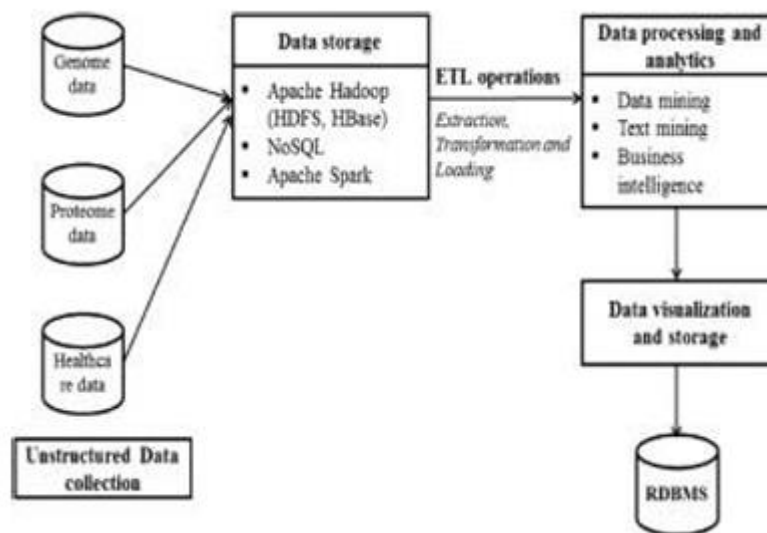 Genome
data
Proteome
data
Healthca
re data
Unstructured Data
collection
Data storage
▪ Apache Hadoop
(HDFS, HBase)
▪ NoSQL
▪ Apache Spark
ETL operations
Extraction,
Transformation and
Loading
Data processing and
analytics
▪ Data mining
▪ Text mining
▪ Business
intelligence
Data visualization
and storage
RDBMS